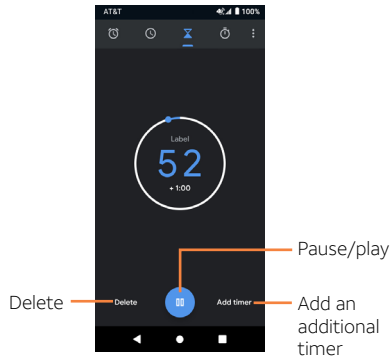 AT&T 100%
Label
52
+ 1:00
Pause/play
Delete Delete Add timer Add an
additional
timer